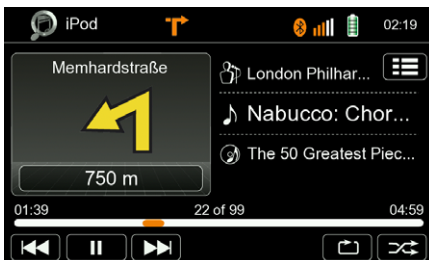 iPod
02:19
Memhardstraße
750 m
London Philhar...
Nabucco: Chor...
The 50 Greatest Piec...
01:39 22 of 99 04:59